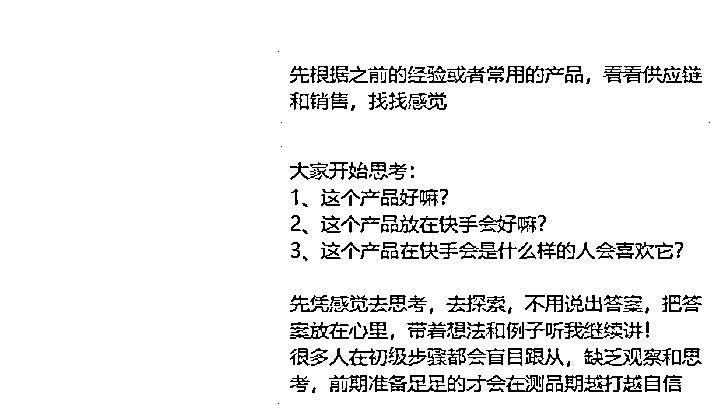 先根据之前的经验或者常用的产品，看看供应链
和销售，找找感觉
大家开始思考：
1、这个产品好嘛？
2、这个产品放在快手会好嘛？
3、这个产品在快手会是什么样的人会喜欢它？
先凭感觉去思考，去探索，不用说出答案，把答
案放在心里，带着想法和例子听我继续讲！
很多人在初级步骤都会盲目跟从，缺乏观察和思
考，前期准备足足的才会在测品期越打越自信